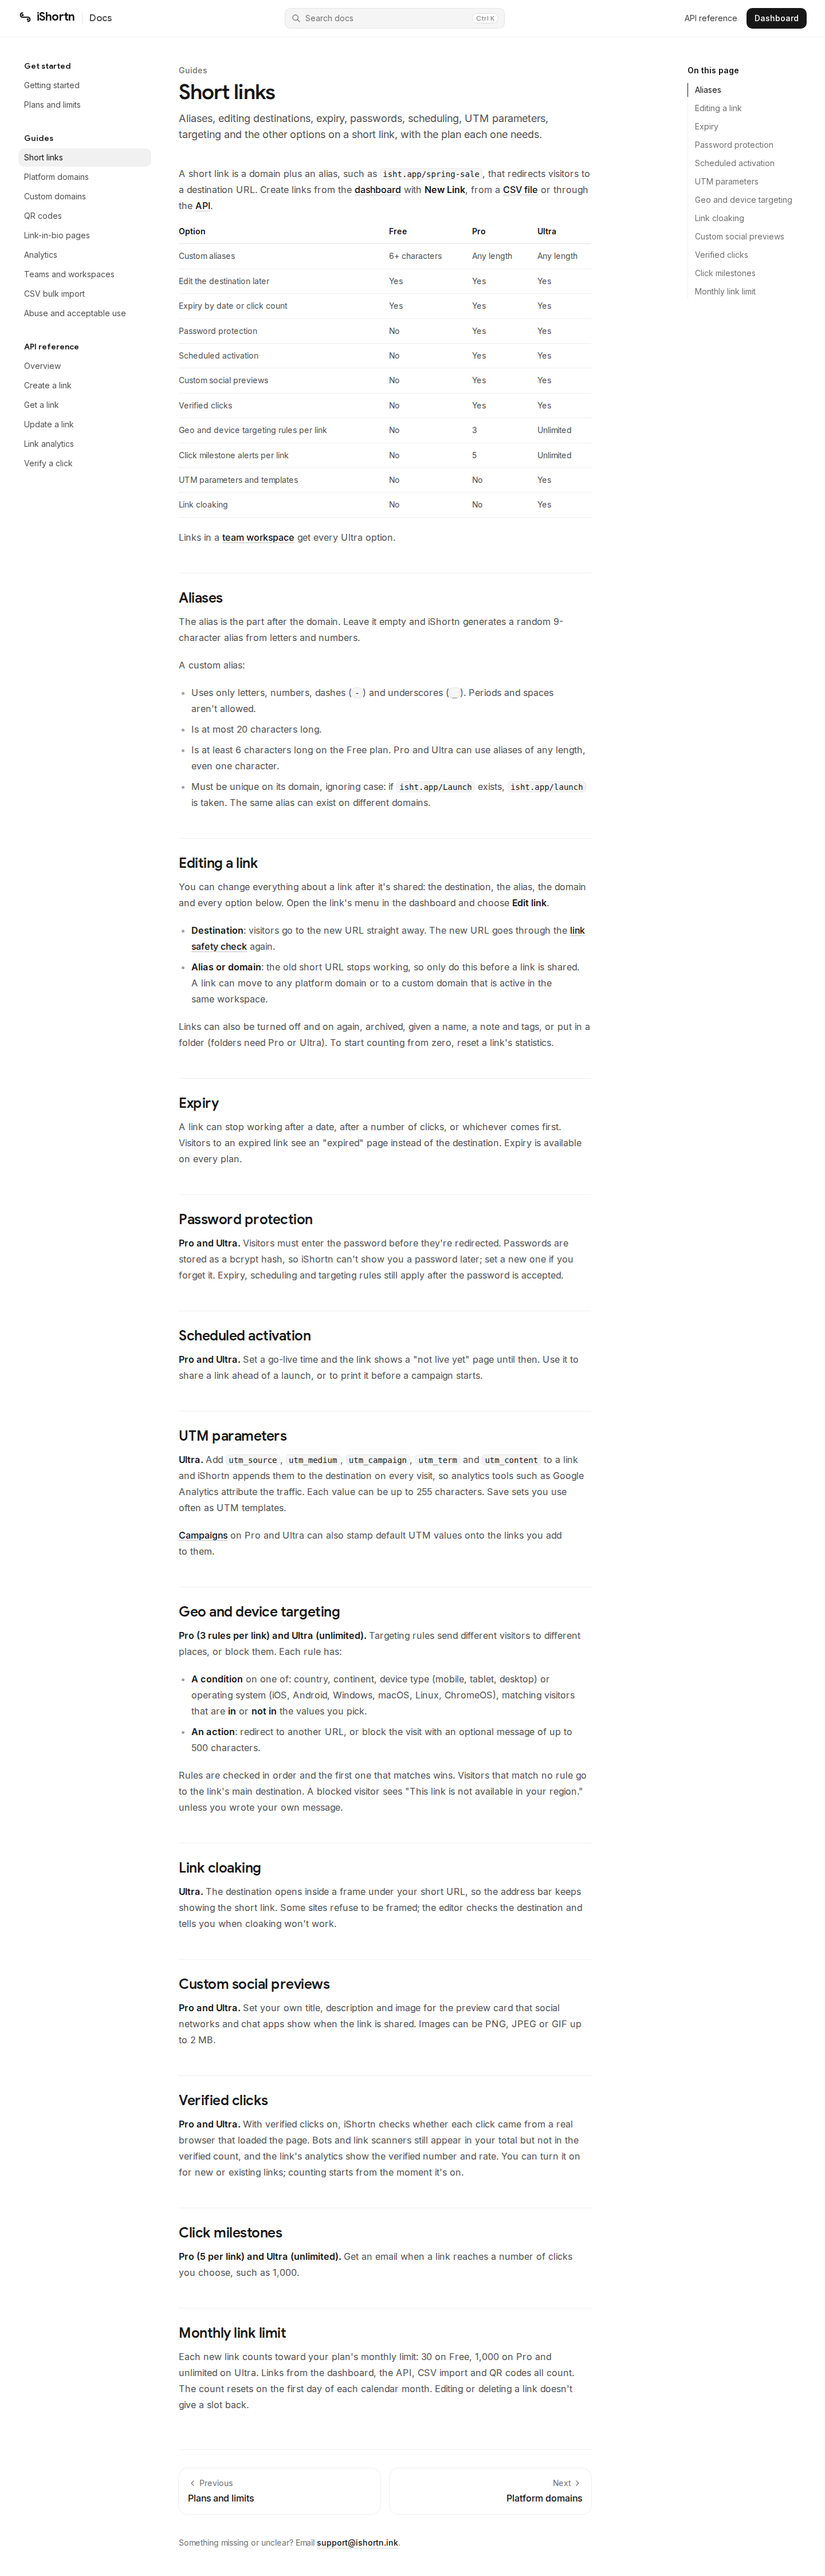 iShortn
Docs
Search docs
Ctrl K
API reference
Dashboard
Get started
Getting started
Plans and limits
Guides
Short links
Platform domains
Custom domains
QR codes
Link-in-bio pages
Analytics
Teams and workspaces
CSV bulk import
Abuse and acceptable use
API reference
Overview
Create a link
Get a link
Update a link
Link analytics
Verify a click
Guides
Short links
Aliases, editing destinations, expiry, passwords, scheduling, UTM parameters,
targeting and the other options on a short link, with the plan each one needs.
A short link is a domain plus an alias, such as isht.app/spring-sale, that redirects visitors to
a destination URL. Create links from the dashboard with New Link, from a CSV file or through
the API.
Option Free Pro Ultra
Custom aliases 6+ characters Any length Any length
Edit the destination later Yes Yes Yes
Expiry by date or click count Yes Yes Yes
Password protection No Yes Yes
Scheduled activation No Yes Yes
Custom social previews No Yes Yes
Verified clicks No Yes Yes
Geo and device targeting rules per link No 3 Unlimited
Click milestone alerts per link No 5 Unlimited
UTM parameters and templates No No Yes
Link cloaking No No Yes
Links in a team workspace get every Ultra option.
Aliases
The alias is the part after the domain. Leave it empty and iShortn generates a random 9-
character alias from letters and numbers.
A custom alias:
Uses only letters, numbers, dashes (-) and underscores (_). Periods and spaces
aren't allowed.
Is at most 20 characters long.
Is at least 6 characters long on the Free plan. Pro and Ultra can use aliases of any length,
even one character.
Must be unique on its domain, ignoring case: if isht.app/Launch exists, isht.app/launch
is taken. The same alias can exist on different domains.
Editing a link
You can change everything about a link after it's shared: the destination, the alias, the domain
and every option below. Open the link's menu in the dashboard and choose Edit link.
Destination: visitors go to the new URL straight away. The new URL goes through the link
safety check again.
Alias or domain: the old short URL stops working, so only do this before a link is shared.
A link can move to any platform domain or to a custom domain that is active in the
same workspace.
Links can also be turned off and on again, archived, given a name, a note and tags, or put in a
folder (folders need Pro or Ultra). To start counting from zero, reset a link's statistics.
Expiry
A link can stop working after a date, after a number of clicks, or whichever comes first.
Visitors to an expired link see an "expired" page instead of the destination. Expiry is available
on every plan.
Password protection
Pro and Ultra. Visitors must enter the password before they're redirected. Passwords are
stored as a bcrypt hash, so iShortn can't show you a password later; set a new one if you
forget it. Expiry, scheduling and targeting rules still apply after the password is accepted.
Scheduled activation
Pro and Ultra. Set a go-live time and the link shows a "not live yet" page until then. Use it to
share a link ahead of a launch, or to print it before a campaign starts.
UTM parameters
Ultra. Add utm_source, utm_medium, utm_campaign, utm_term and utm_content to a link
and iShortn appends them to the destination on every visit, so analytics tools such as Google
Analytics attribute the traffic. Each value can be up to 255 characters. Save sets you use
often as UTM templates.
Campaigns on Pro and Ultra can also stamp default UTM values onto the links you add
to them.
Geo and device targeting
Pro (3 rules per link) and Ultra (unlimited). Targeting rules send different visitors to different
places, or block them. Each rule has:
A condition on one of: country, continent, device type (mobile, tablet, desktop) or
operating system (iOS, Android, Windows, macOS, Linux, ChromeOS), matching visitors
that are in or not in the values you pick.
An action: redirect to another URL, or block the visit with an optional message of up to
500 characters.
Rules are checked in order and the first one that matches wins. Visitors that match no rule go
to the link's main destination. A blocked visitor sees "This link is not available in your region."
unless you wrote your own message.
Link cloaking
Ultra. The destination opens inside a frame under your short URL, so the address bar keeps
showing the short link. Some sites refuse to be framed; the editor checks the destination and
tells you when cloaking won't work.
Custom social previews
Pro and Ultra. Set your own title, description and image for the preview card that social
networks and chat apps show when the link is shared. Images can be PNG, JPEG or GIF up
to 2 MB.
Verified clicks
Pro and Ultra. With verified clicks on, iShortn checks whether each click came from a real
browser that loaded the page. Bots and link scanners still appear in your total but not in the
verified count, and the link's analytics show the verified number and rate. You can turn it on
for new or existing links; counting starts from the moment it's on.
Click milestones
Pro (5 per link) and Ultra (unlimited). Get an email when a link reaches a number of clicks
you choose, such as 1,000.
Monthly link limit
Each new link counts toward your plan's monthly limit: 30 on Free, 1,000 on Pro and
unlimited on Ultra. Links from the dashboard, the API, CSV import and QR codes all count.
The count resets on the first day of each calendar month. Editing or deleting a link doesn't
give a slot back.
Previous
Plans and limits
Next
Platform domains
Something missing or unclear? Email support@ishortn.ink.
On this page
Aliases
Editing a link
Expiry
Password protection
Scheduled activation
UTM parameters
Geo and device targeting
Link cloaking
Custom social previews
Verified clicks
Click milestones
Monthly link limit